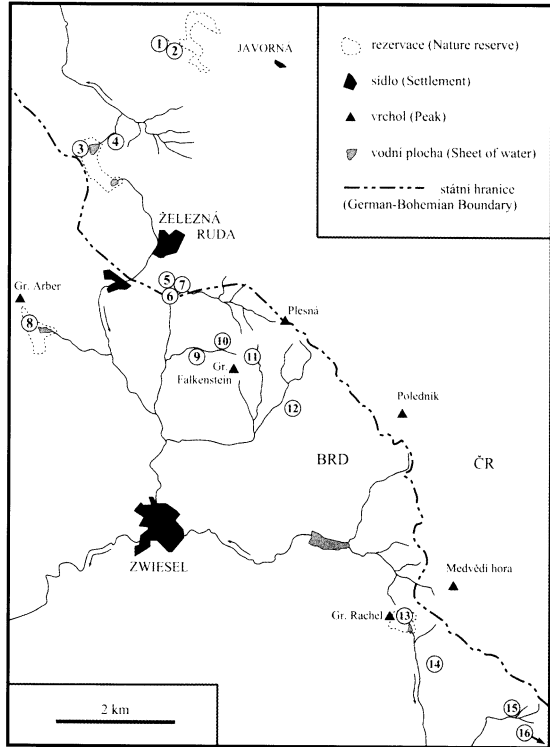 1
2
JAVORNÁ
rezervace (Nature reserve)
sídlo (Settlement)
vrchol (Peak)
vodní plocha (Sheet of water)
státní hranice
(German-Bohemian Boundary)
3
4
ŽELEZNÁ
RUDA
Gr. Arber
5
7
6
Plesná
8
9
10
11
Gr.
Falkenstein
12
Poledník
BRD
ČR
ZWIESEL
Medvědí hora
Gr. Rachel
13
14
15
16
2 km